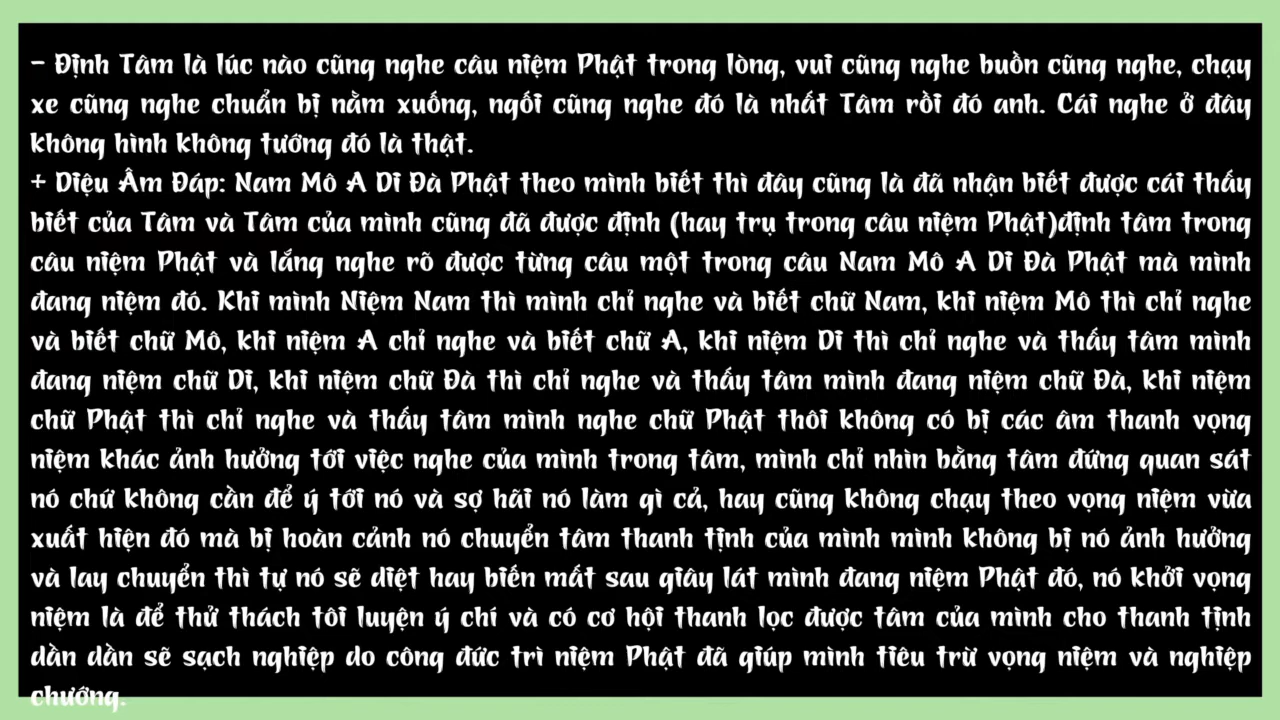 – Định Tâm là lúc nào cũng nghe câu niệm Phật trong lòng, vui cũng nghe buồn cũng nghe, chạy
xe cũng nghe chuẩn bị nằm xuống, ngồi cũng nghe đó là nhất Tâm rồi đó anh. Cái nghe ở đây
không hình không tướng đó là thật.
+ Diệu Âm Đáp: Nam Mô A Di Đà Phật theo mình biết thì đây cũng là đã nhận biết được cái thấy
biết của Tâm và Tâm của mình cũng đã được định (hay trụ trong câu niệm Phật)định tâm trong
câu niệm Phật và lắng nghe rõ được từng câu một trong câu Nam Mô A Di Đà Phật mà mình
đang niệm đó. Khi mình Niệm Nam thì mình chỉ nghe và biết chữ Nam, khi niệm Mô thì chỉ nghe
và biết chữ Mô, khi niệm A chỉ nghe và biết chữ A, khi niệm Di thì chỉ nghe và thấy tâm mình
đang niệm chữ Di, khi niệm chữ Đà thì chỉ nghe và thấy tâm mình đang niệm chữ Đà, khi niệm
chữ Phật thì chỉ nghe và thấy tâm mình nghe chữ Phật thôi không có bị các âm thanh vọng
niệm khác ảnh hưởng tới việc nghe của mình trong tâm, mình chỉ nhìn bằng tâm đứng quan sát
nó chứ không cần để ý tới nó và sợ hãi nó làm gì cả, hay cũng không chạy theo vọng niệm vừa
xuất hiện đó mà bị hoàn cảnh nó chuyển tâm thanh tịnh của mình mình không bị nó ảnh hưởng
và lay chuyển thì tự nó sẽ diệt hay biến mất sau giây lát mình đang niệm Phật đó, nó khởi vọng
niệm là để thử thách tôi luyện ý chí và có cơ hội thanh lọc được tâm của mình cho thanh tịnh
dần dần sẽ sạch nghiệp do công đức trì niệm Phật đã giúp mình tiêu trừ vọng niệm và nghiệp
chướng.